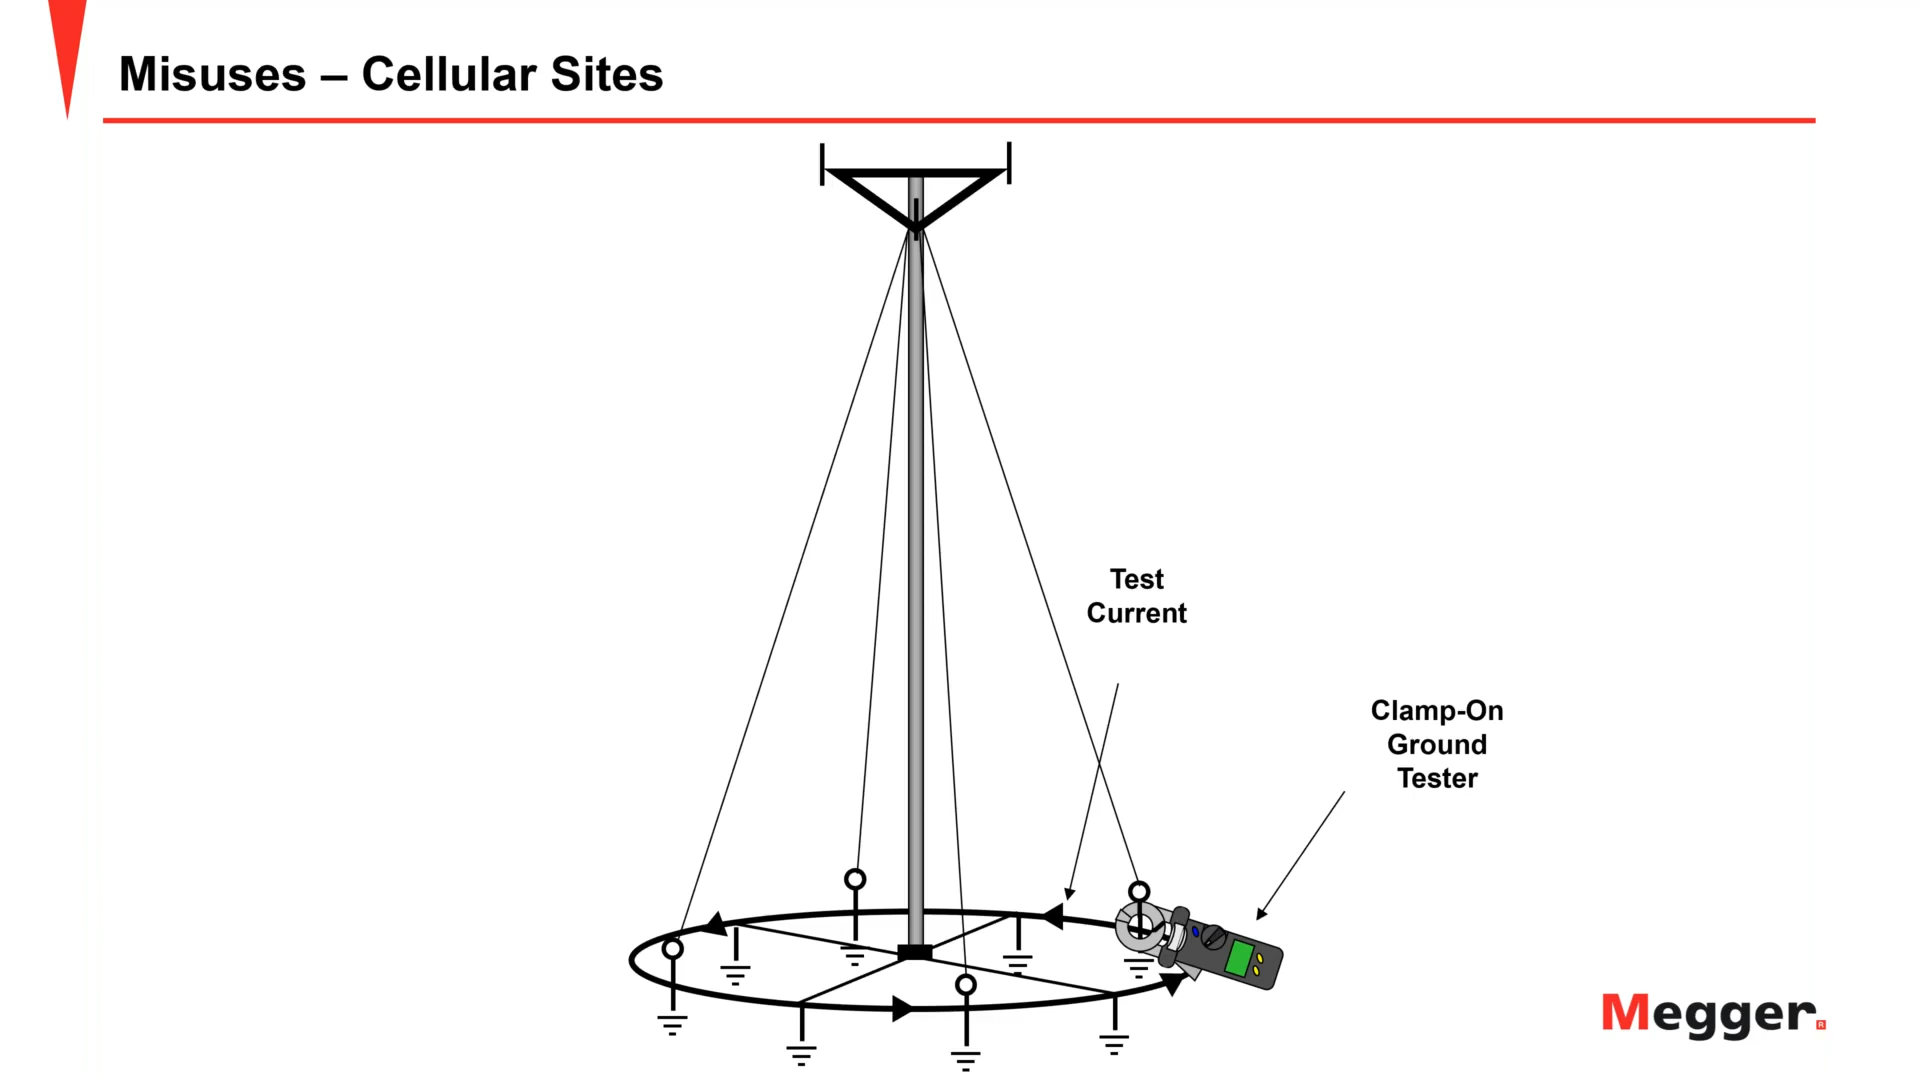 Misuses – Cellular Sites
Test
Current
Clamp-On
Ground
Tester
Megger®